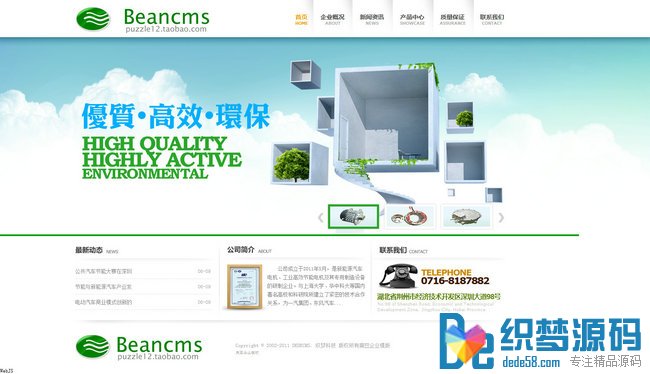 Beancms
puzzle12.taobao.com
首页 企业概况 新闻资讯 产品中心 质量保证 联系我们
HOME ABOUT NEWS SHOWCASE ASSURANCE CONTACT
優質·高效·環保
HIGH QUALITY
HIGHLY ACTIVE
ENVIRONMENTAL
最新动态 NEWS
公共汽车节能大赛在深圳 06-08
节能与新能源汽车产业发 06-08
电动汽车商业模式创新的 06-08
公司简介 ABOUT
公司成立于2011年3月,是新能源汽车
电机、工业高效节能电机及其专用制造设备
的研制企业。与上海大学、华中科大等国内
著名高校和科研院所建立了紧密的技术合作
关系。为一汽集团、东风汽车...
联系我们 CONTACT
TELEPHONE
0716-8187882
湖北省荆州市经济技术开发区深圳大道98号
Beancms
puzzle12.taobao.com
Copyright © 2002-2011 DEDECMS. 织梦科技 版权所有
织梦源码
dede58.com
专注精品源码